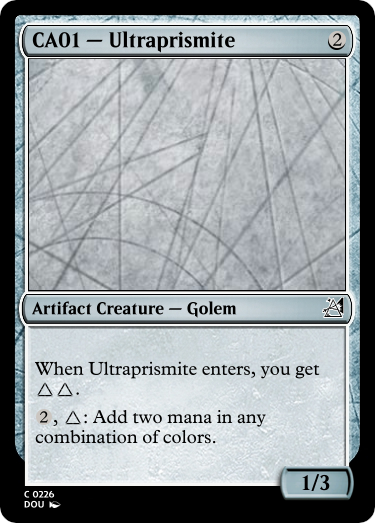 CA01 — Ultraprismite 2
Artifact Creature — Golem
When Ultraprismite enters, you get
△△.
2, △: Add two mana in any
combination of colors.
1/3
C 0226
DOU